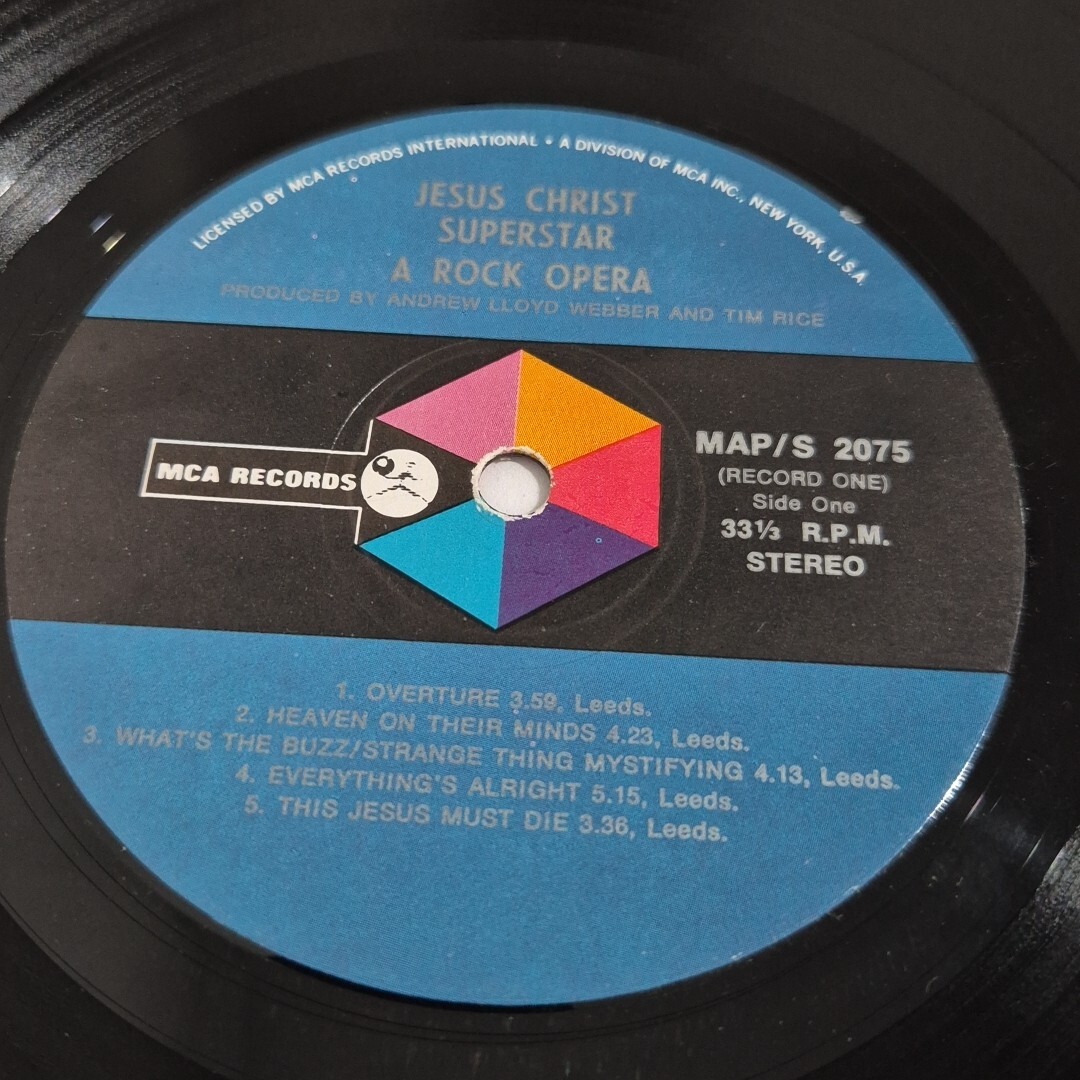 LICENSED BY MCA RECORDS INTERNATIONAL • A DIVISION OF MCA INC., NEW YORK, U.S.A.
JESUS CHRIST
SUPERSTAR
A ROCK OPERA
PRODUCED BY ANDREW LLOYD WEBBER AND TIM RICE
MCA RECORDS
MAP/S 2075
(RECORD ONE)
Side One
33⅓ R.P.M.
STEREO
1. OVERTURE 3.59, Leeds.
2. HEAVEN ON THEIR MINDS 4.23, Leeds.
3. WHAT'S THE BUZZ/STRANGE THING MYSTIFYING 4.13, Leeds.
4. EVERYTHING'S ALRIGHT 5.15, Leeds.
5. THIS JESUS MUST DIE 3.36, Leeds.